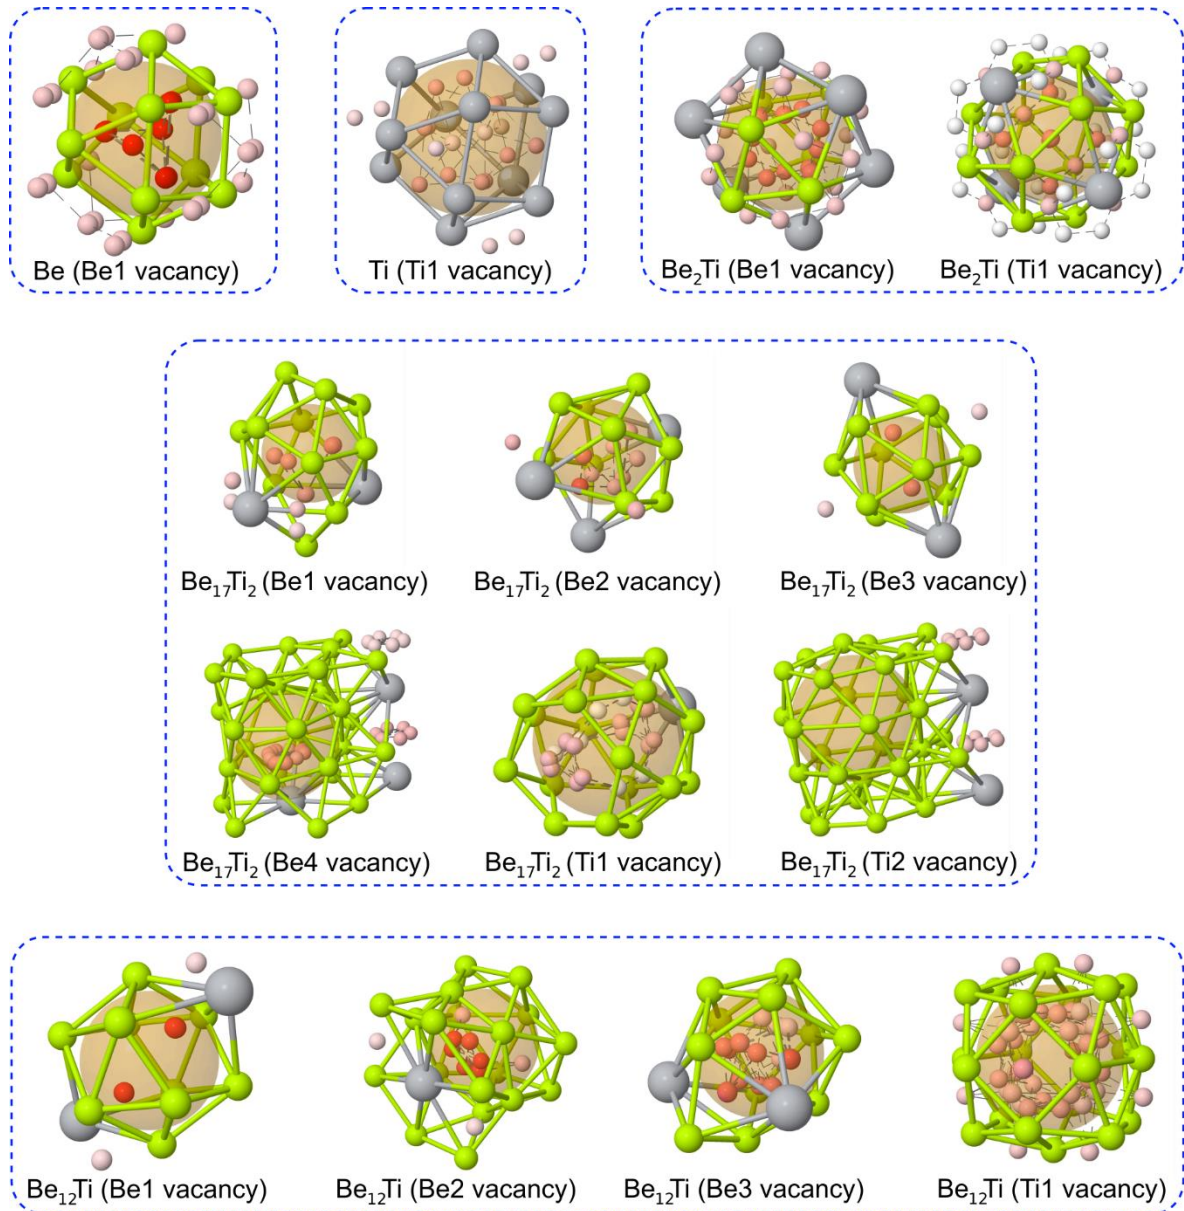 Be (Be1 vacancy)
Ti (Ti1 vacancy)
Be₂Ti (Be1 vacancy)
Be₂Ti (Ti1 vacancy)
Be₁₇Ti₂ (Be1 vacancy)
Be₁₇Ti₂ (Be2 vacancy)
Be₁₇Ti₂ (Be3 vacancy)
Be₁₇Ti₂ (Be4 vacancy)
Be₁₇Ti₂ (Ti1 vacancy)
Be₁₇Ti₂ (Ti2 vacancy)
Be₁₂Ti (Be1 vacancy)
Be₁₂Ti (Be2 vacancy)
Be₁₂Ti (Be3 vacancy)
Be₁₂Ti (Ti1 vacancy)